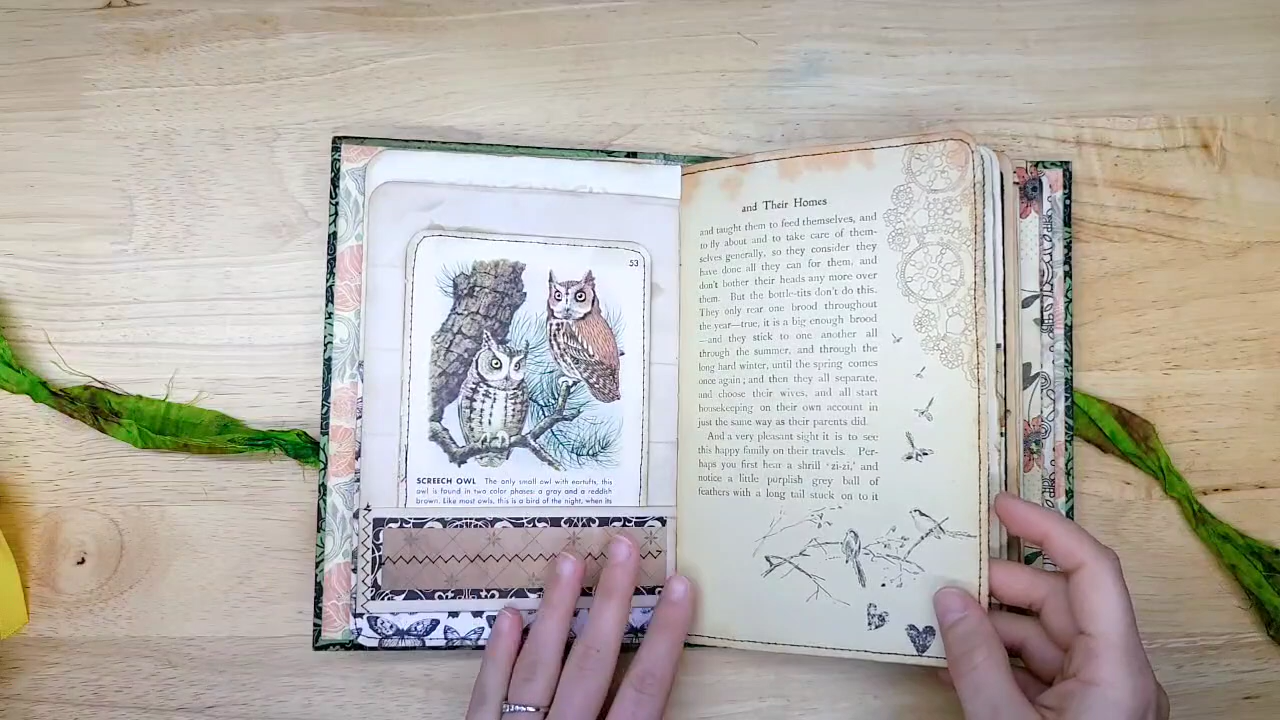 53
SCREECH OWL The only small owl with eartufts, this
owl is found in two color phases: a gray and a reddish
brown. Like most owls, this is a bird of the night, when its
and Their Homes
and taught them to feed themselves, and
to fly about and to take care of them-
selves generally, so they consider they
have done all they can for them, and
don't bother their heads any more over
them. But the bottle-tits don't do this.
They only rear one brood throughout
the year—true, it is a big enough brood
—and they stick to one another all
through the summer, and through the
long hard winter, until the spring comes
once again; and then they all separate,
and choose their wives, and all start
housekeeping on their own account in
just the same way as their parents did.
And a very pleasant sight it is to see
this happy family on their travels. Per-
haps you first hear a shrill 'zi-zi,' and
notice a little purplish grey ball of
feathers with a long tail stuck on to it